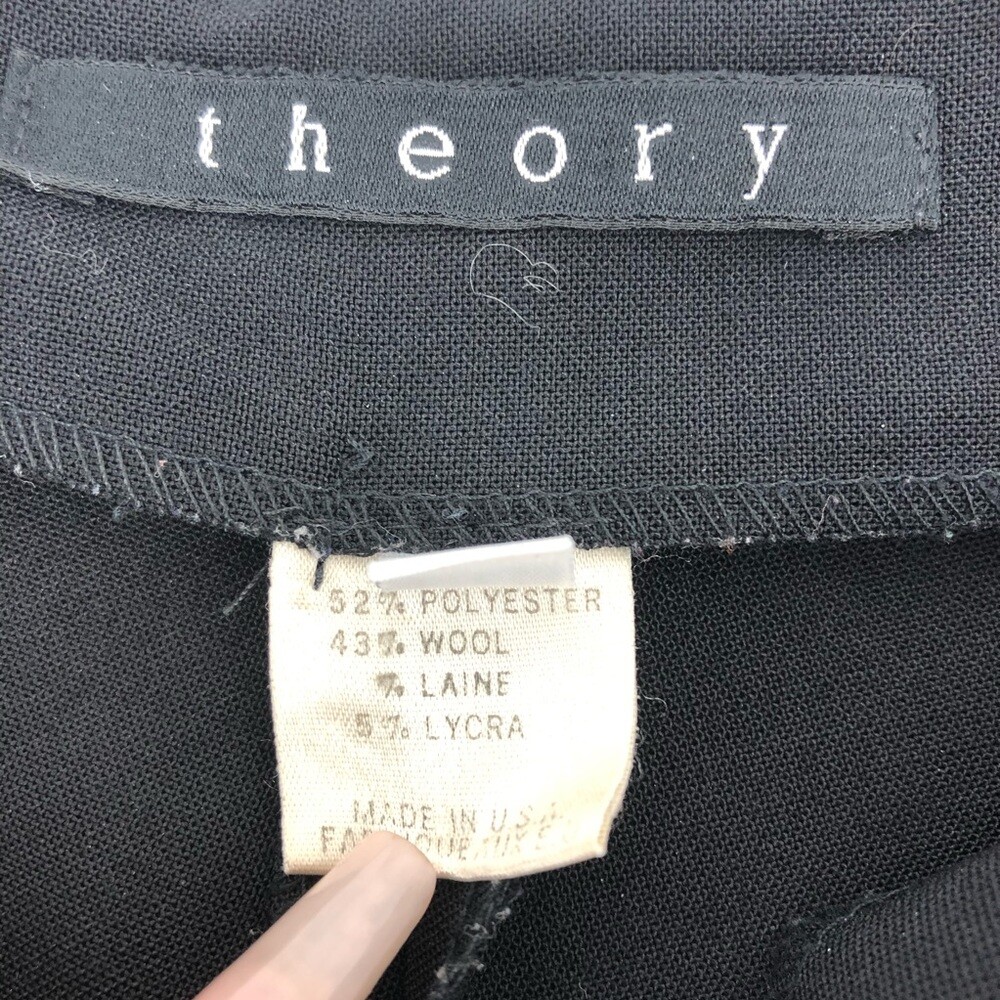 theory
52% POLYESTER
43% WOOL
% LAINE
5% LYCRA
MADE IN U.S.A.